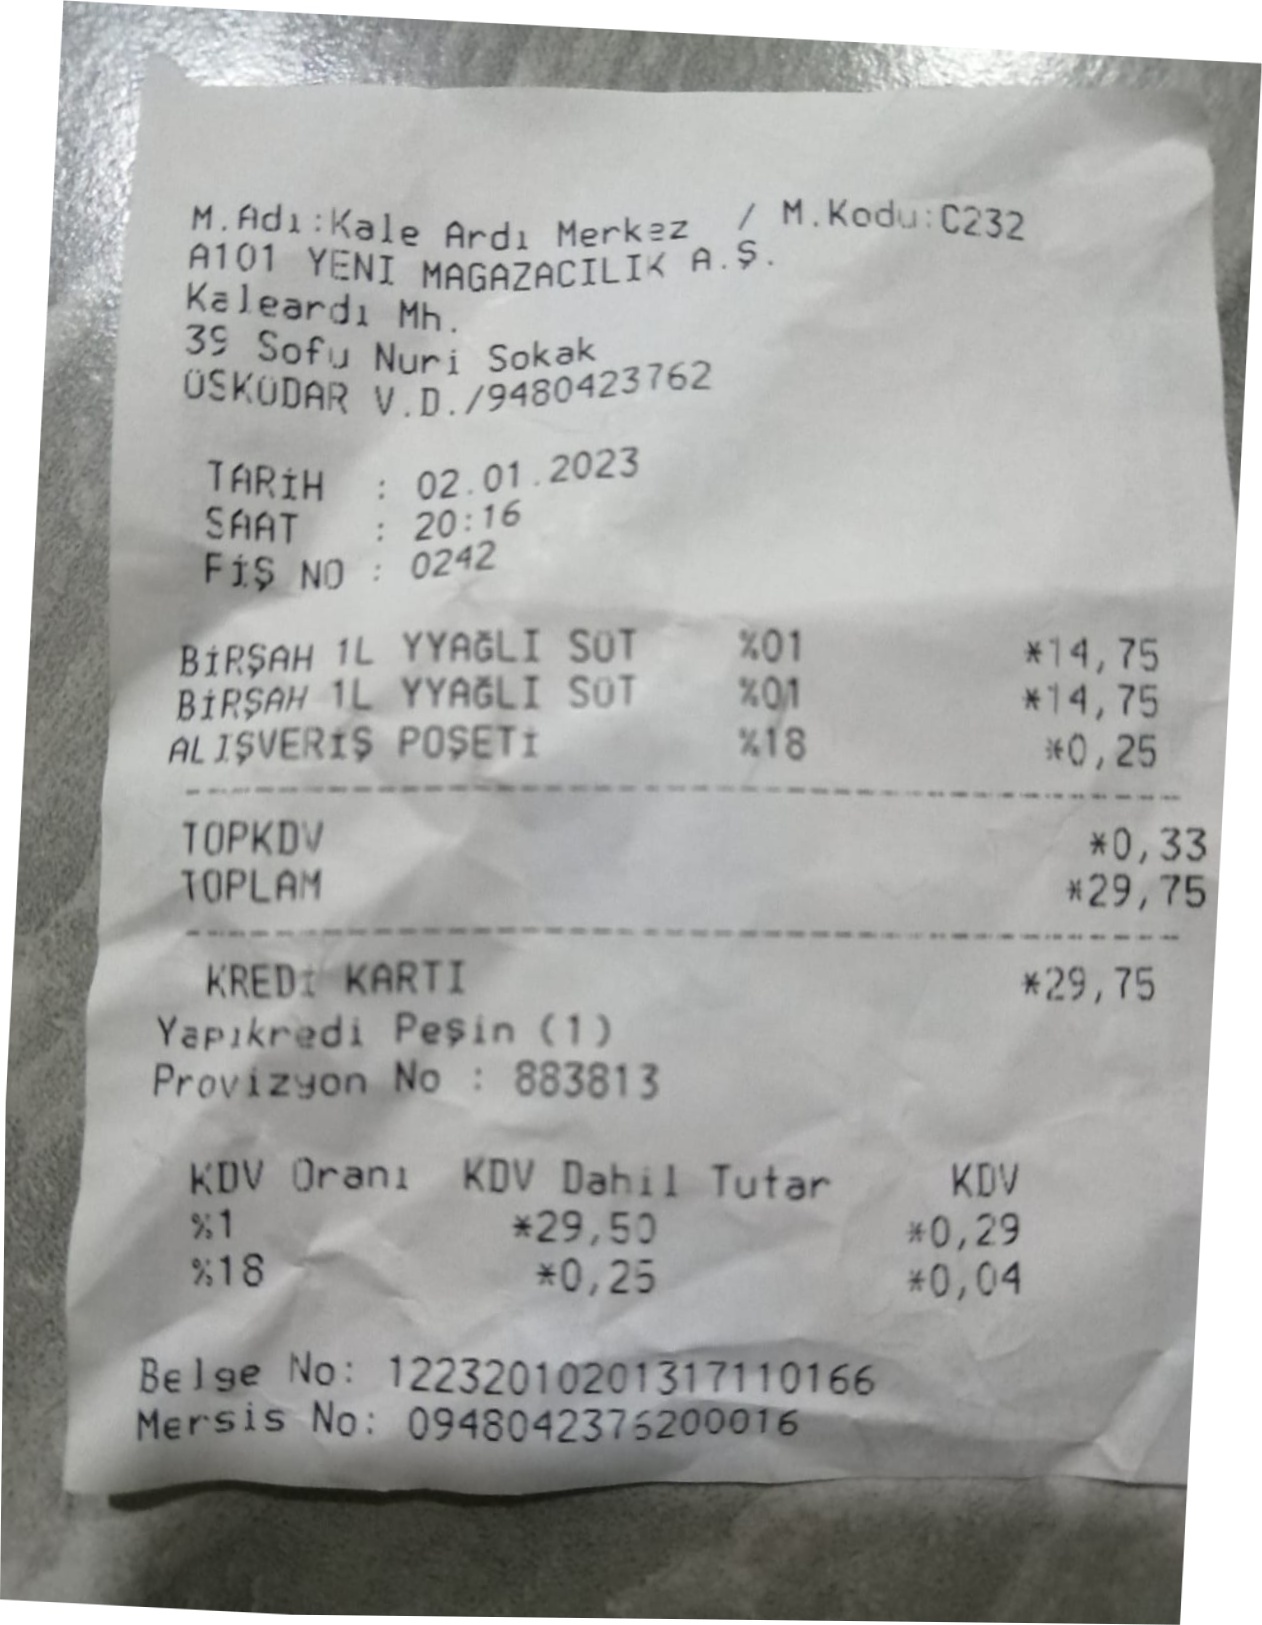 M.Adı:Kale Ardı Merkez / M.Kodu:C232
A101 YENI MAGAZACILIK A.Ş.
Kaleardı Mh.
39 Sofu Nuri Sokak
ÜSKÜDAR V.D./9480423762
TARİH : 02.01.2023
SAAT : 20:16
FİŞ NO : 0242
BİRŞAH 1L YYAĞLI SÜT %01 *14,75
BİRŞAH 1L YYAĞLI SÜT %01 *14,75
ALIŞVERİŞ POŞETİ %18 *0,25
TOPKDV *0,33
TOPLAM *29,75
KREDİ KARTI *29,75
Yapıkredi Peşin (1)
Provizyon No : 883813
KDV Oranı KDV Dahil Tutar KDV
%1 *29,50 *0,29
%18 *0,25 *0,04
Belge No: 12232010201317110166
Mersis No: 0948042376200016